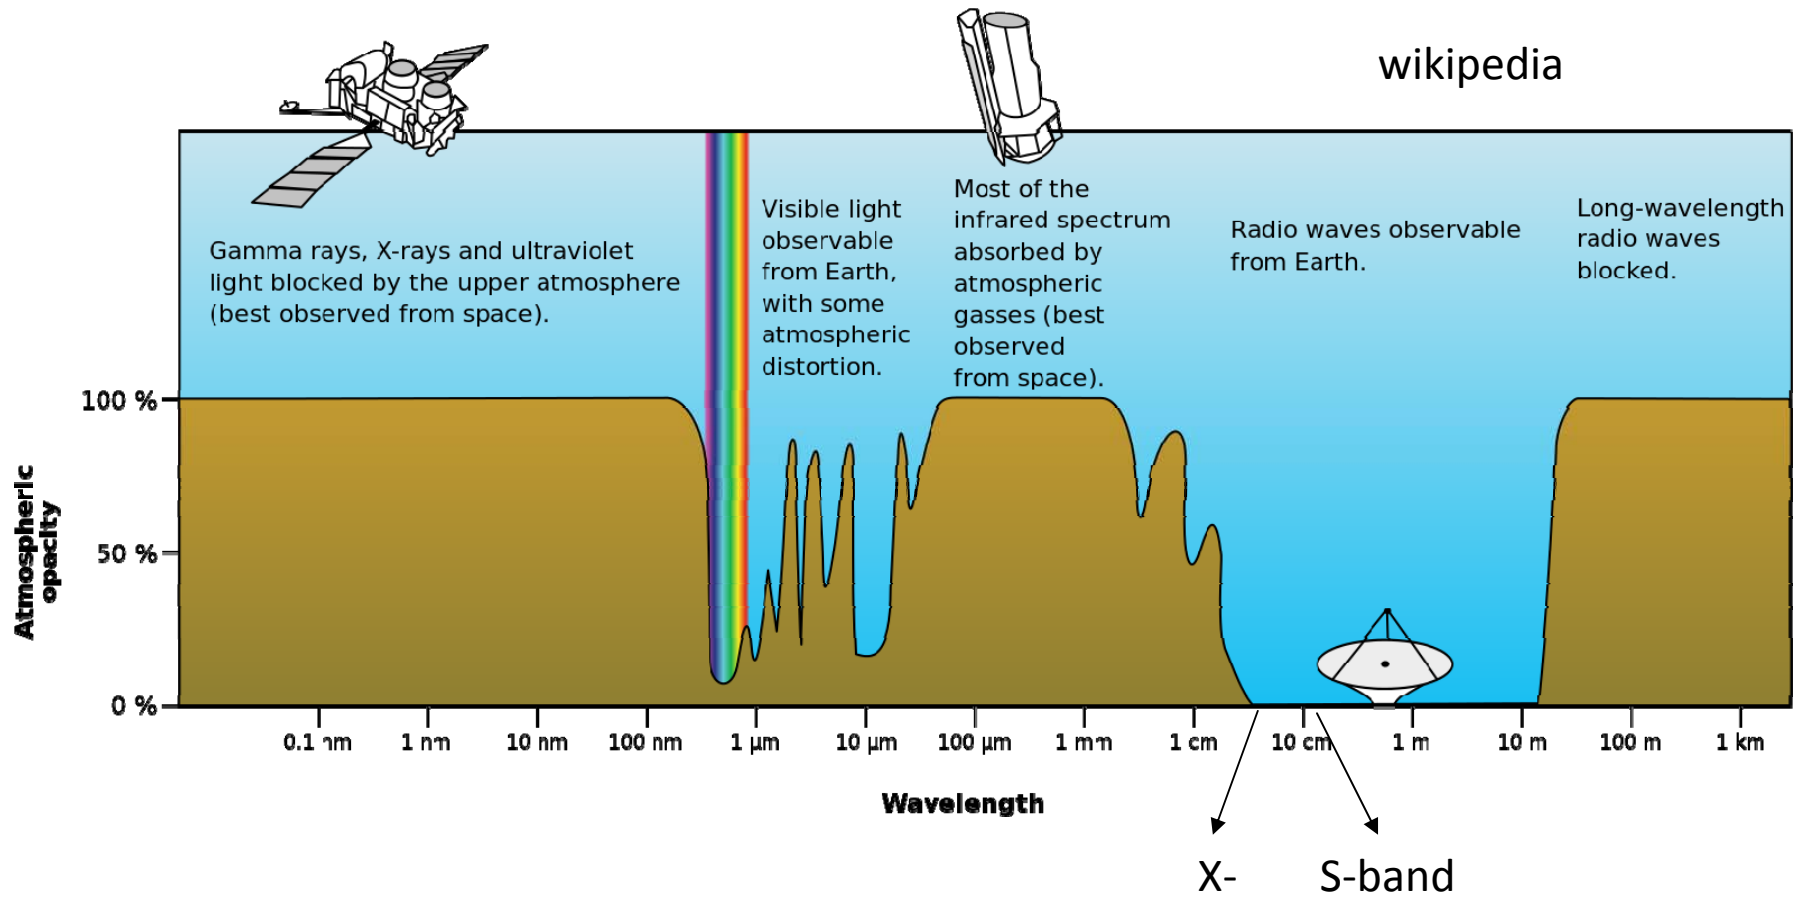 wikipedia
Gamma rays, X-rays and ultraviolet
light blocked by the upper atmosphere
(best observed from space).
Visible light
observable
from Earth,
with some
atmospheric
distortion.
Most of the
infrared spectrum
absorbed by
atmospheric
gasses (best
observed
from space).
Radio waves observable
from Earth.
Long-wavelength
radio waves
blocked.
100 %
50 %
0 %
Atmospheric
opacity
0.1 nm
1 nm
10 nm
100 nm
1 μm
10 μm
100 μm
1 mm
1 cm
10 cm
1 m
10 m
100 m
1 km
Wavelength
X-
S-band